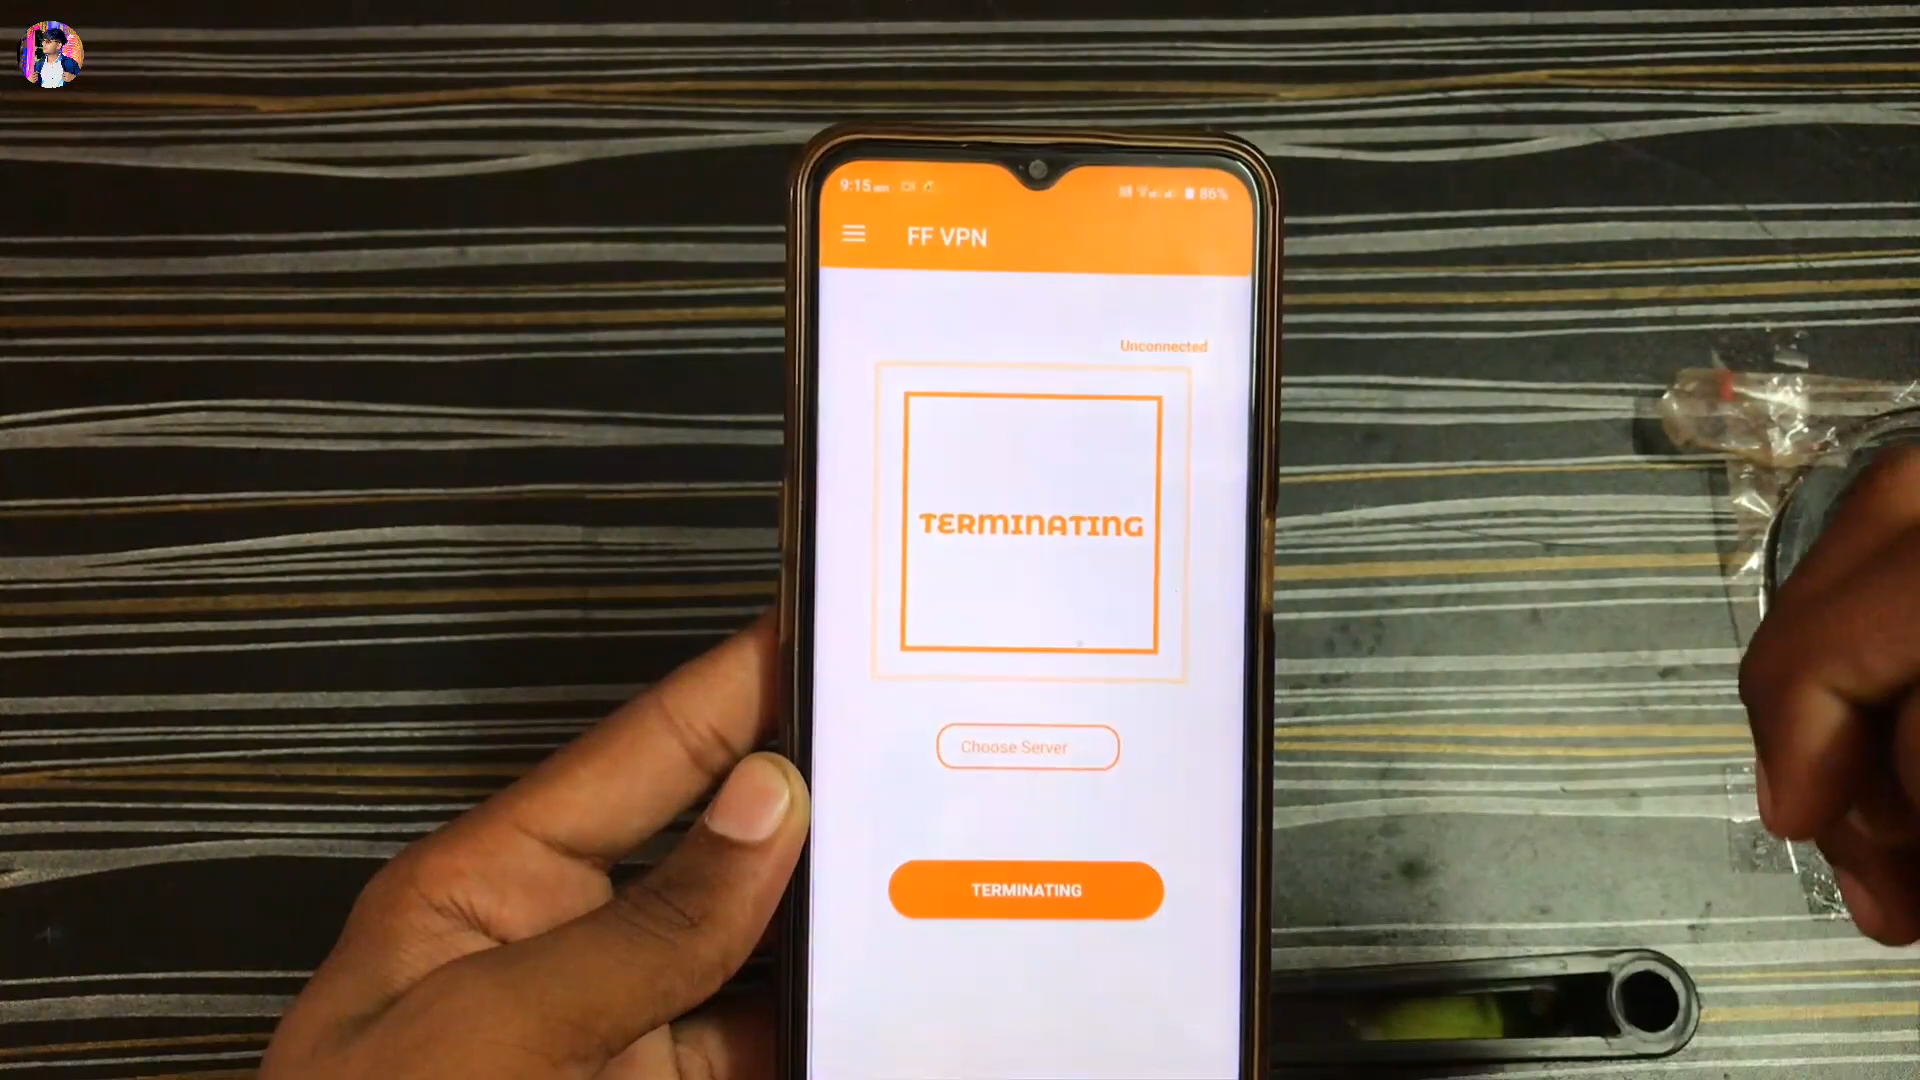 9:15
86%
FF VPN
Unconnected
TERMINATING
Choose Server
TERMINATING